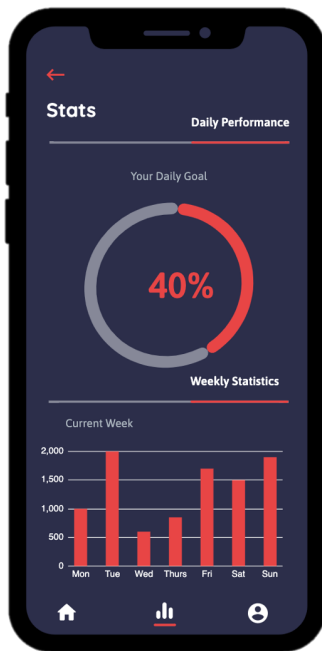 Stats
Daily Performance
Your Daily Goal
40%
Weekly Statistics
Current Week
2,000
1,500
1,000
500
0
Mon Tue Wed Thurs Fri Sat Sun